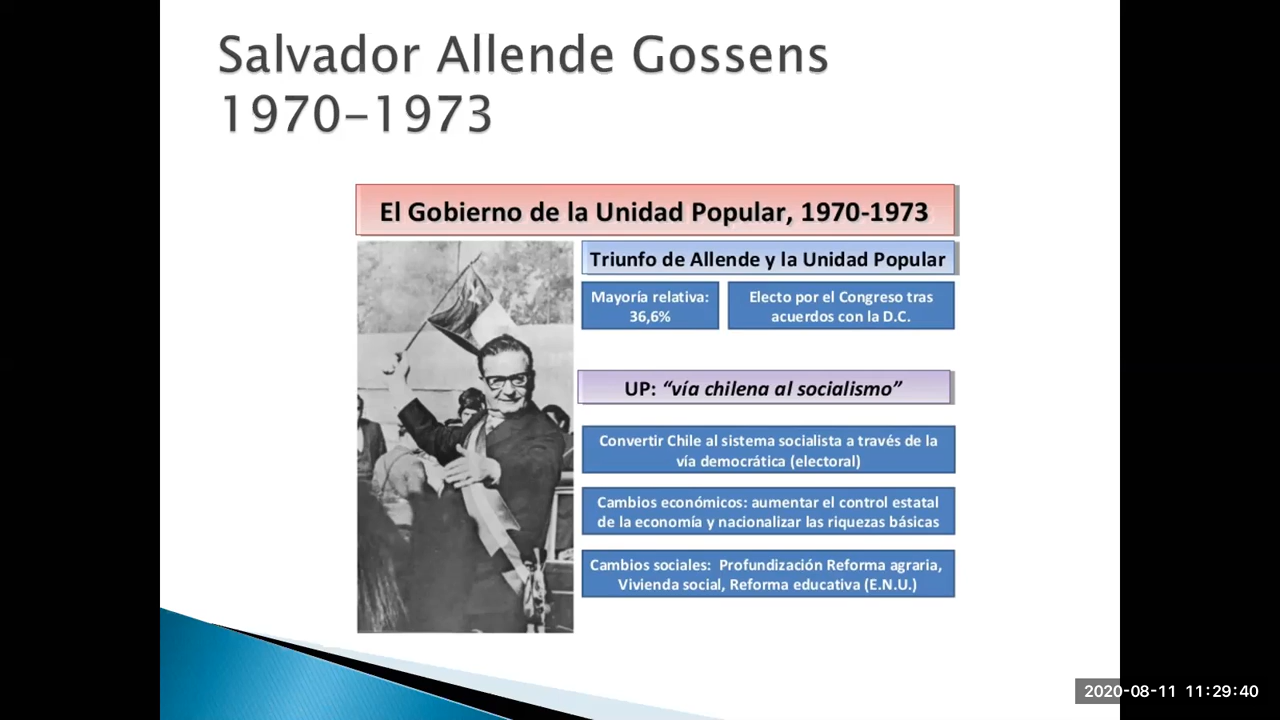 Salvador Allende Gossens
1970-1973
El Gobierno de la Unidad Popular, 1970-1973
Triunfo de Allende y la Unidad Popular
Mayoría relativa:
36,6%
Electo por el Congreso tras
acuerdos con la D.C.
UP: “vía chilena al socialismo”
Convertir Chile al sistema socialista a través de la
vía democrática (electoral)
Cambios económicos: aumentar el control estatal
de la economía y nacionalizar las riquezas básicas
Cambios sociales: Profundización Reforma agraria,
Vivienda social, Reforma educativa (E.N.U.)
2020-08-11 11:29:40